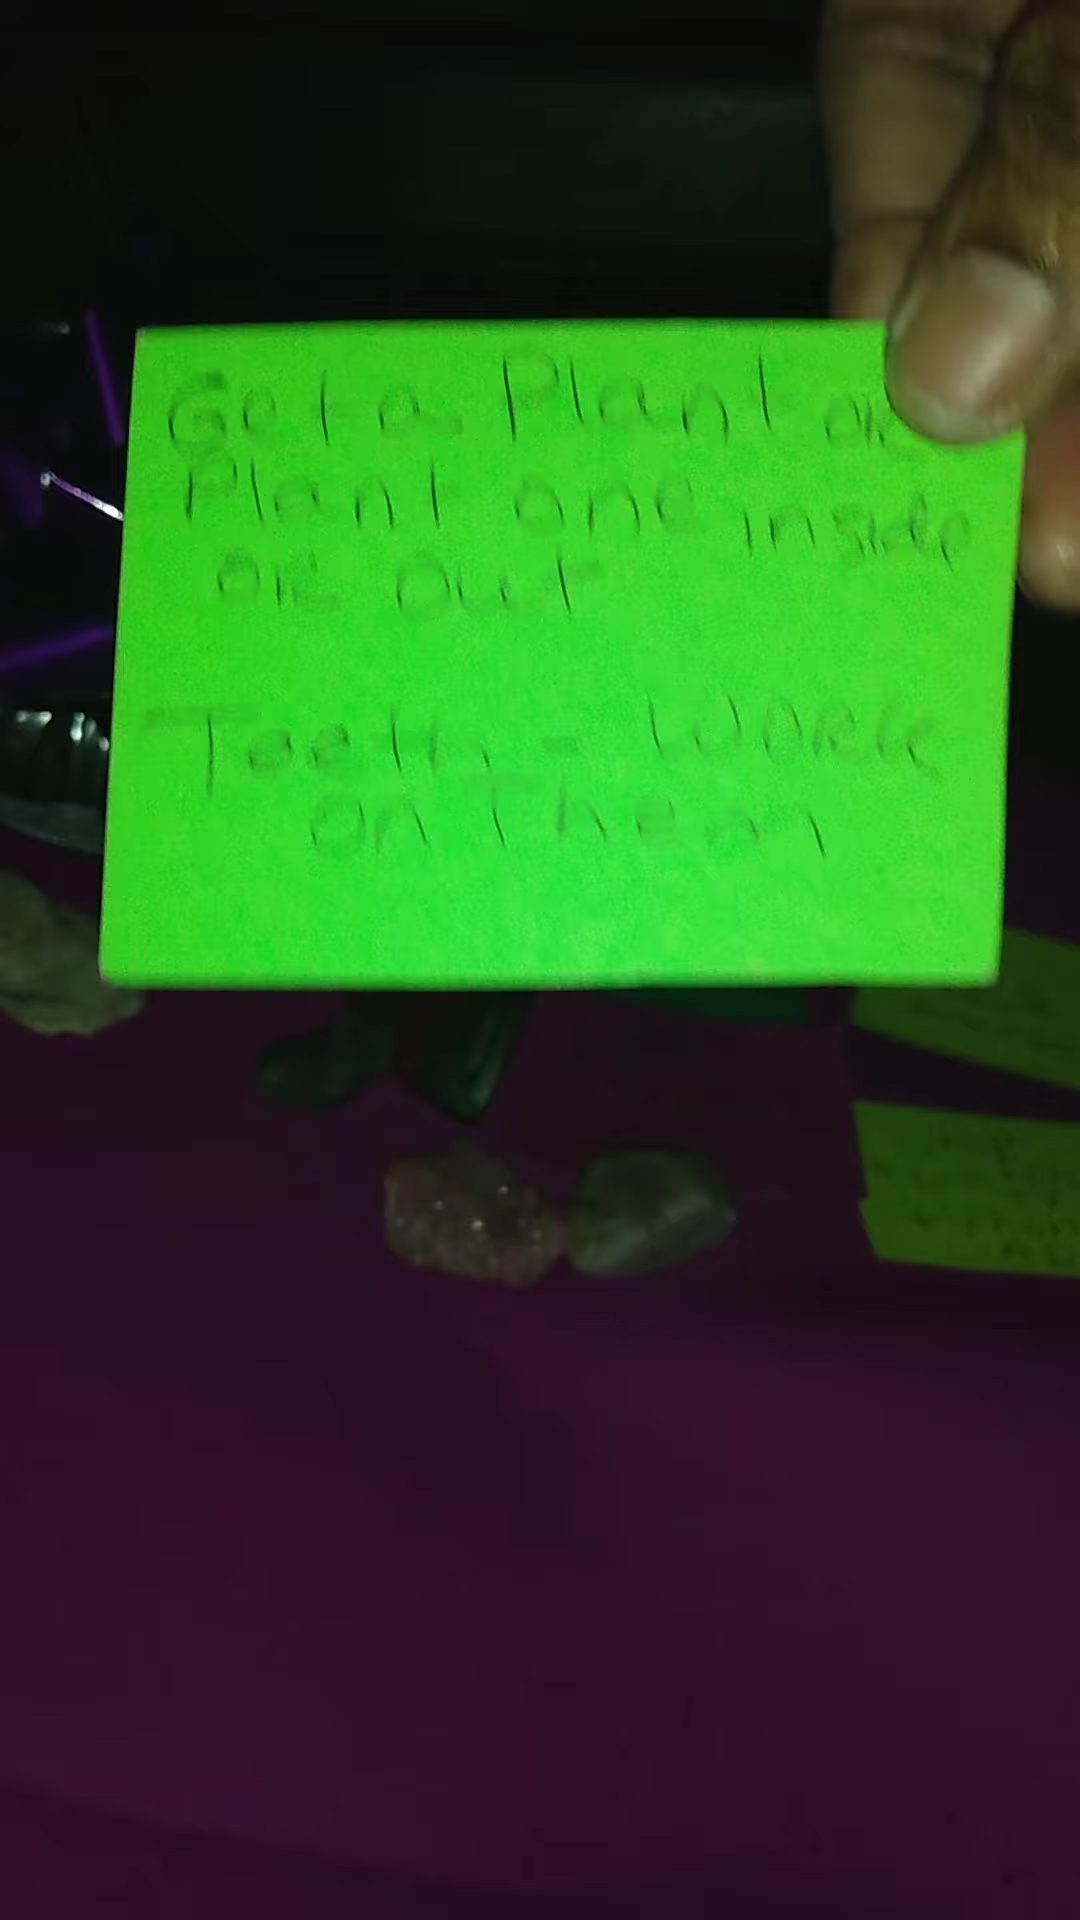 Get a Plant or
Plant one inside
or out
Teeth - Work
on Them